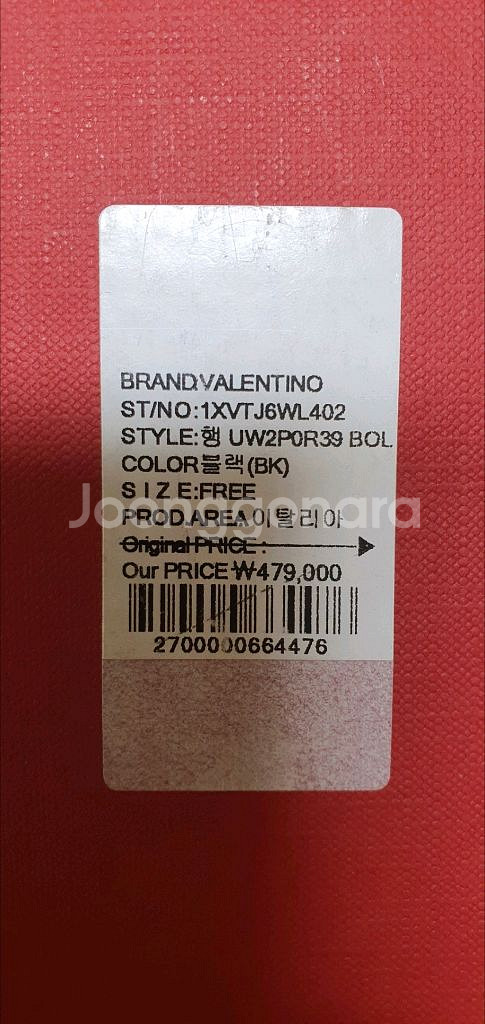 BRAND:VALENTINO
ST/NO:1XVTJ6WL402
STYLE:행 UW2P0R39 BOL
COLOR블랙(BK)
S I Z E:FREE
Joonggonara
PROD.AREA이탈리아
Original PRICE :
Our PRICE ₩479,000
2700000664476